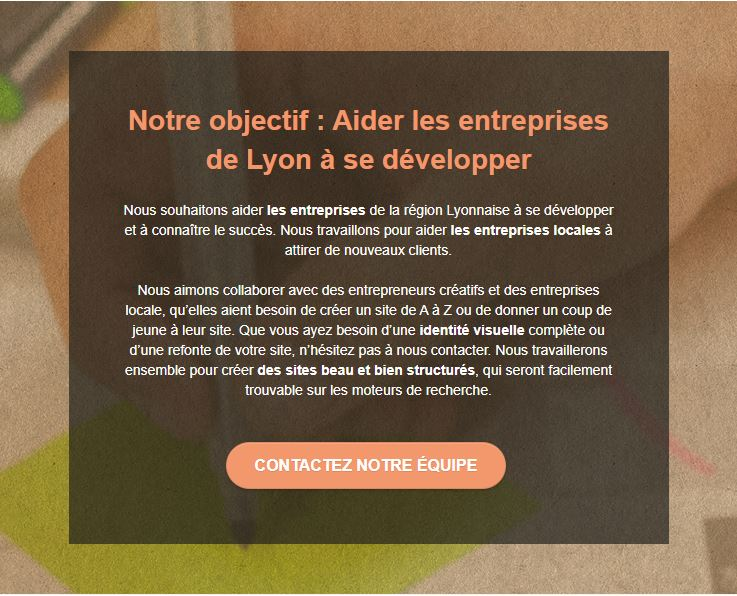 Notre objectif : Aider les entreprises
de Lyon à se développer
Nous souhaitons aider les entreprises de la région Lyonnaise à se développer
et à connaître le succès. Nous travaillons pour aider les entreprises locales à
attirer de nouveaux clients.
Nous aimons collaborer avec des entrepreneurs créatifs et des entreprises
locale, qu’elles aient besoin de créer un site de A à Z ou de donner un coup de
jeune à leur site. Que vous ayez besoin d’une identité visuelle complète ou
d’une refonte de votre site, n’hésitez pas à nous contacter. Nous travaillerons
ensemble pour créer des sites beau et bien structurés, qui seront facilement
trouvable sur les moteurs de recherche.
CONTACTEZ NOTRE ÉQUIPE